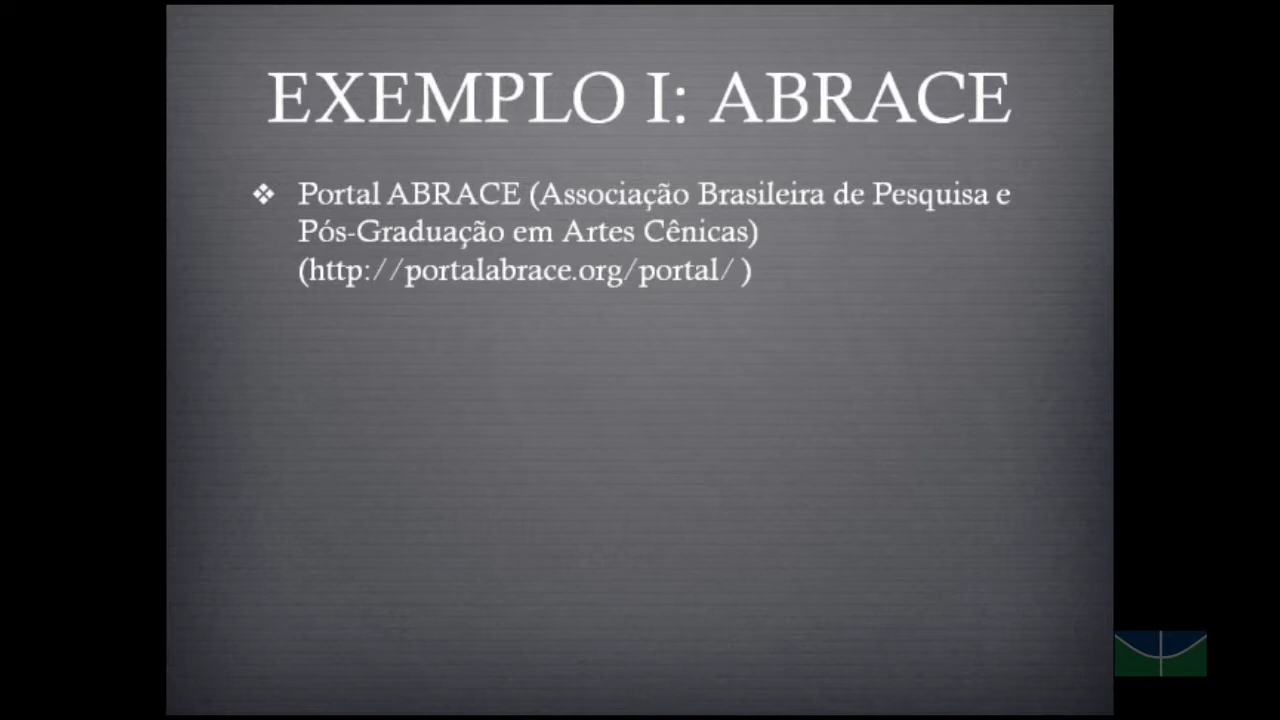 EXEMPLO I: ABRACE
❖ Portal ABRACE (Associação Brasileira de Pesquisa e
Pós-Graduação em Artes Cênicas)
(http://portalabrace.org/portal/ )